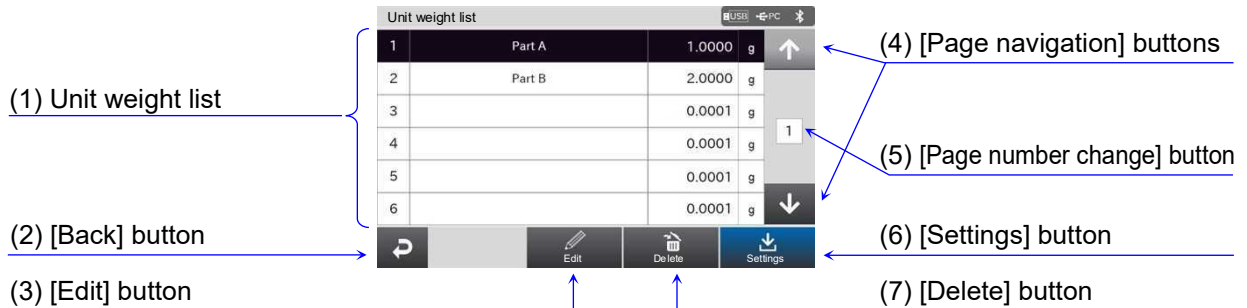 Unit weight list
USB PC
1 Part A 1.0000 g
2 Part B 2.0000 g
3 0.0001 g
4 0.0001 g
5 0.0001 g
6 0.0001 g
1
Edit
Delete
Settings
(1) Unit weight list
(2) [Back] button
(3) [Edit] button
(4) [Page navigation] buttons
(5) [Page number change] button
(6) [Settings] button
(7) [Delete] button